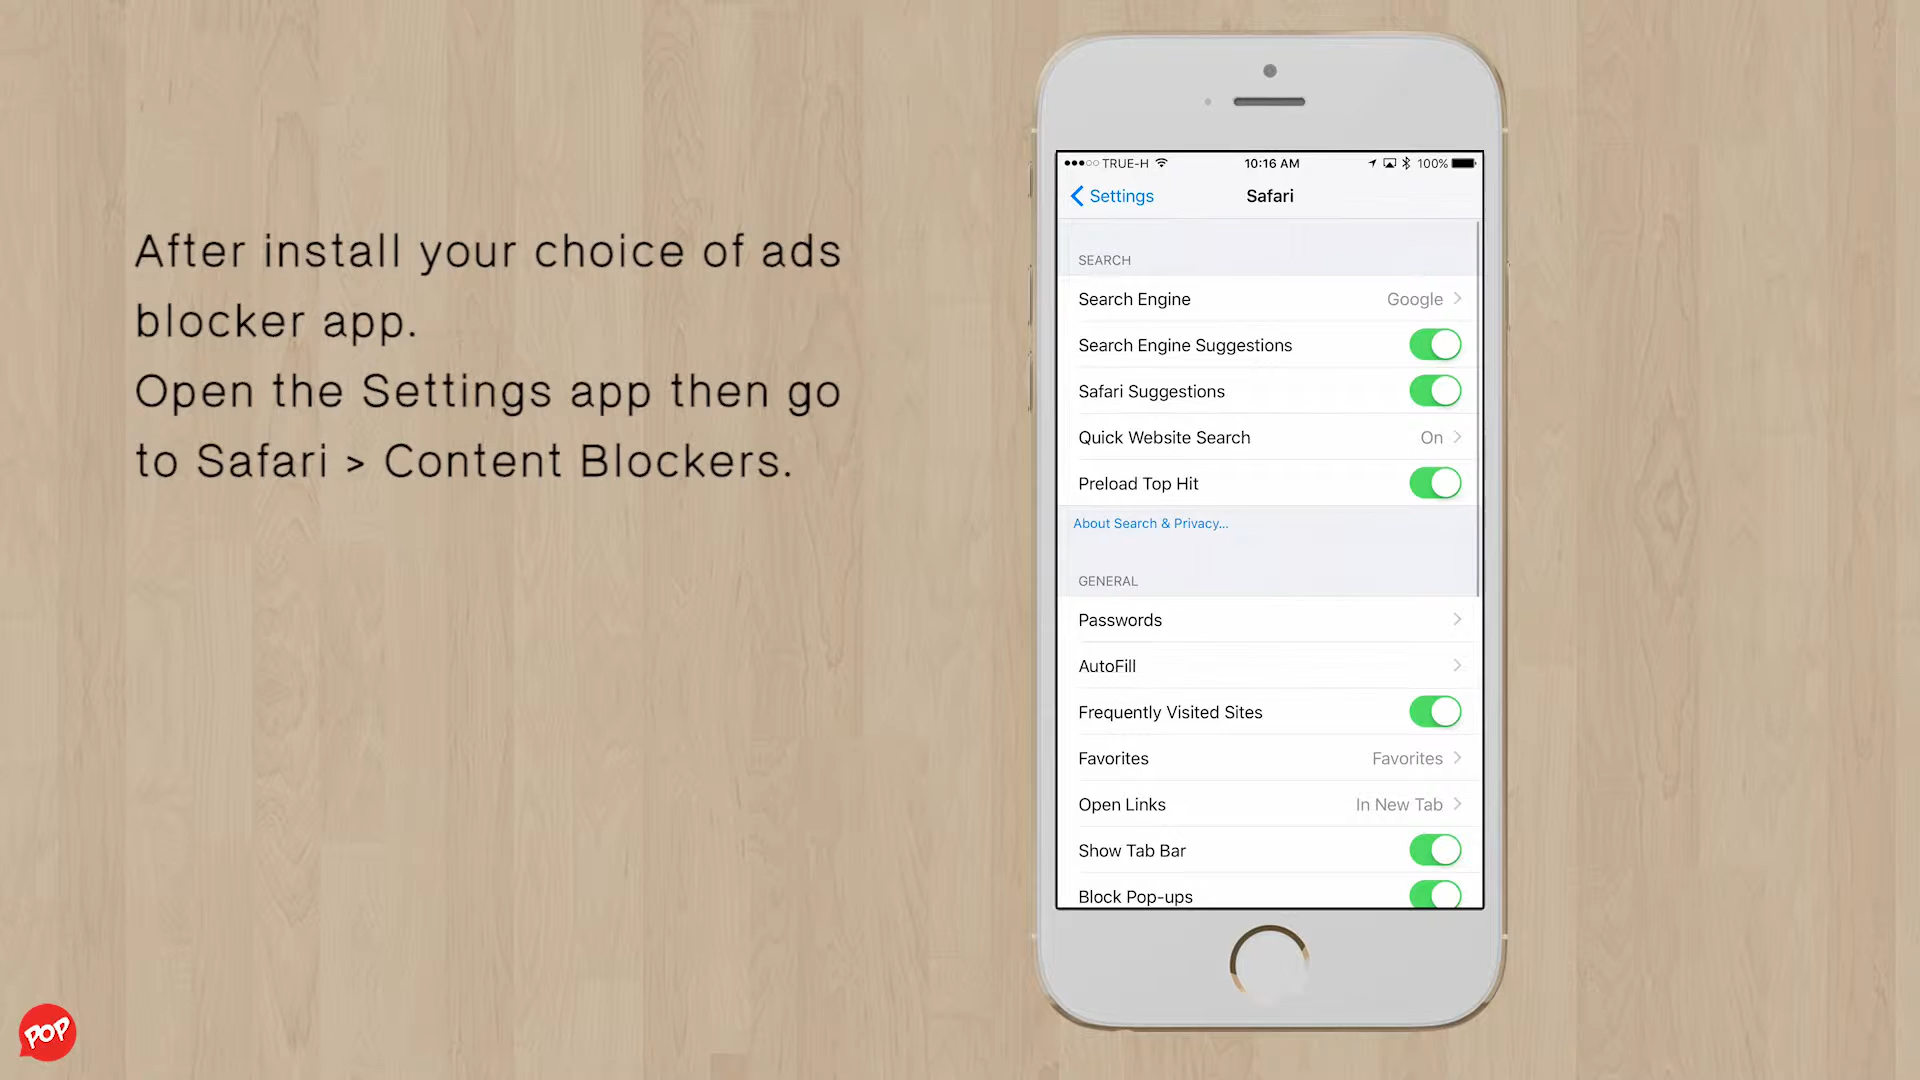 After install your choice of ads
blocker app.
Open the Settings app then go
to Safari > Content Blockers.
TRUE-H 10:16 AM 100%
Settings Safari
SEARCH
Search Engine Google
Search Engine Suggestions
Safari Suggestions
Quick Website Search On
Preload Top Hit
About Search & Privacy...
GENERAL
Passwords
AutoFill
Frequently Visited Sites
Favorites Favorites
Open Links In New Tab
Show Tab Bar
Block Pop-ups
POP